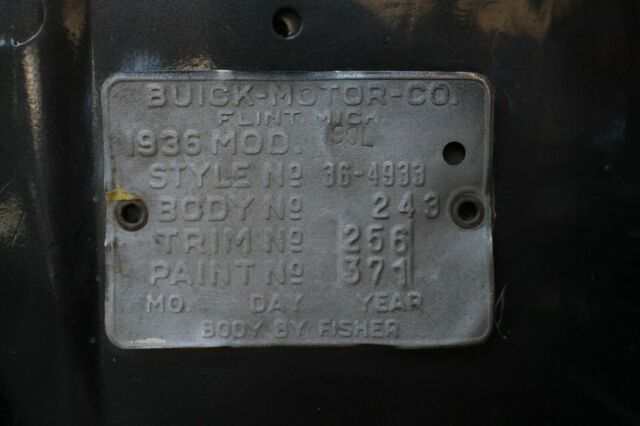 BUICK-MOTOR-CO.
FLINT, MICH
1936 MOD. 90L
STYLE Nº 36-4933
BODY Nº 243
TRIM Nº 256
PAINT Nº 371
MO. DAY YEAR
BODY BY FISHER